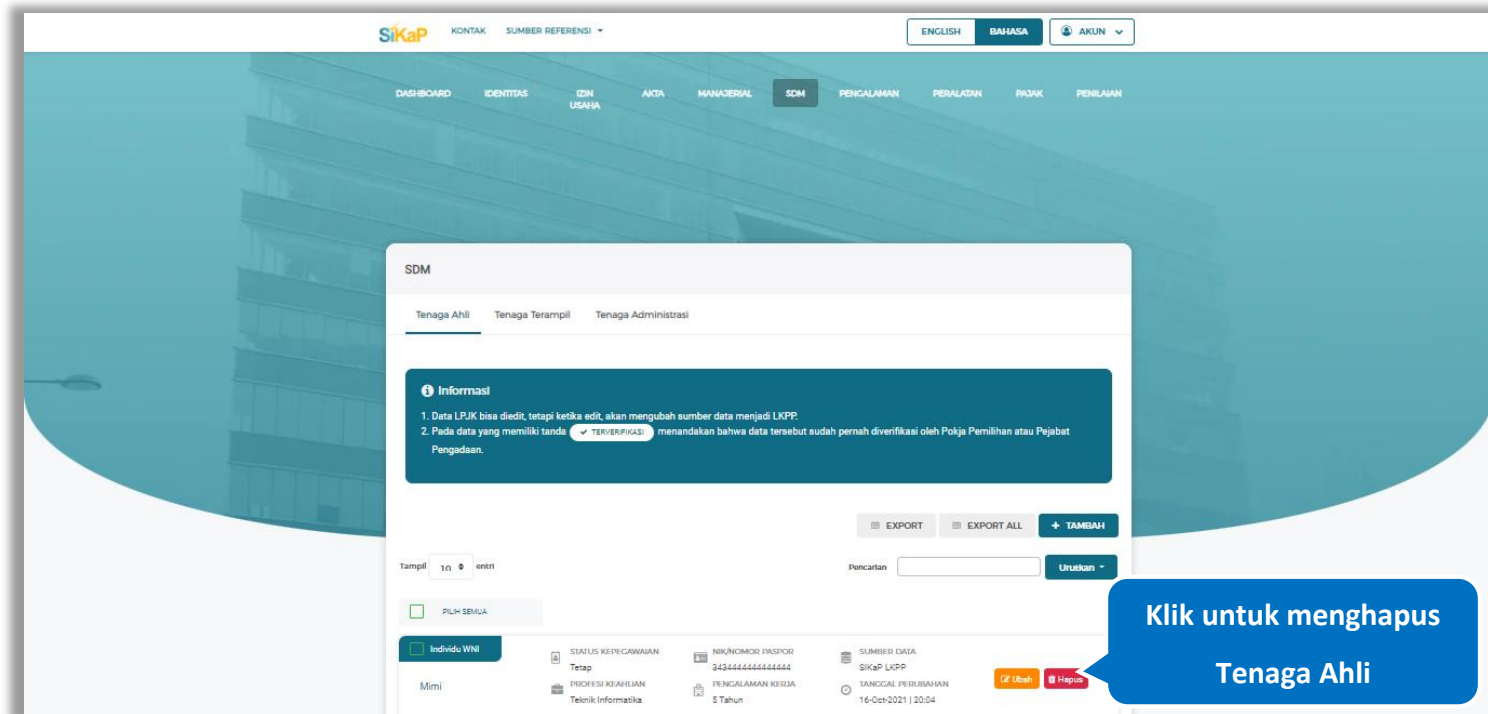 SiKaP KONTAK SUMBER REFERENSI ENGLISH BAHASA AKUN
DASHBOARD IDENTITAS IZIN USAHA AKTA MANAJERIAL SDM PENGALAMAN PERALATAN PAJAK PENILAIAN
SDM
Tenaga Ahli Tenaga Terampil Tenaga Administrasi
Informasi
1. Data LPJK bisa diedit, tetapi ketika edit, akan mengubah sumber data menjadi LKPP.
2. Pada data yang memiliki tanda TERVERIFIKASI menandakan bahwa data tersebut sudah pernah diverifikasi oleh Pokja Pemilihan atau Pejabat
Pengadaan.
EXPORT EXPORT ALL + TAMBAH
Tampil 10 entri Pencarian Urutkan
PILIH SEMUA
Klik untuk menghapus
Tenaga Ahli
Individu WNI STATUS KEPEGAWAIAN NIK/NOMOR PASPOR SUMBER DATA
Tetap 3434444444444444 SIKaP LKPP
Mimi PROFESI KEAHLIAN PENGALAMAN KERJA TANGGAL PERUBAHAN Ubah Hapus
Teknik Informatika 5 Tahun 16-Oct-2021 | 20:04